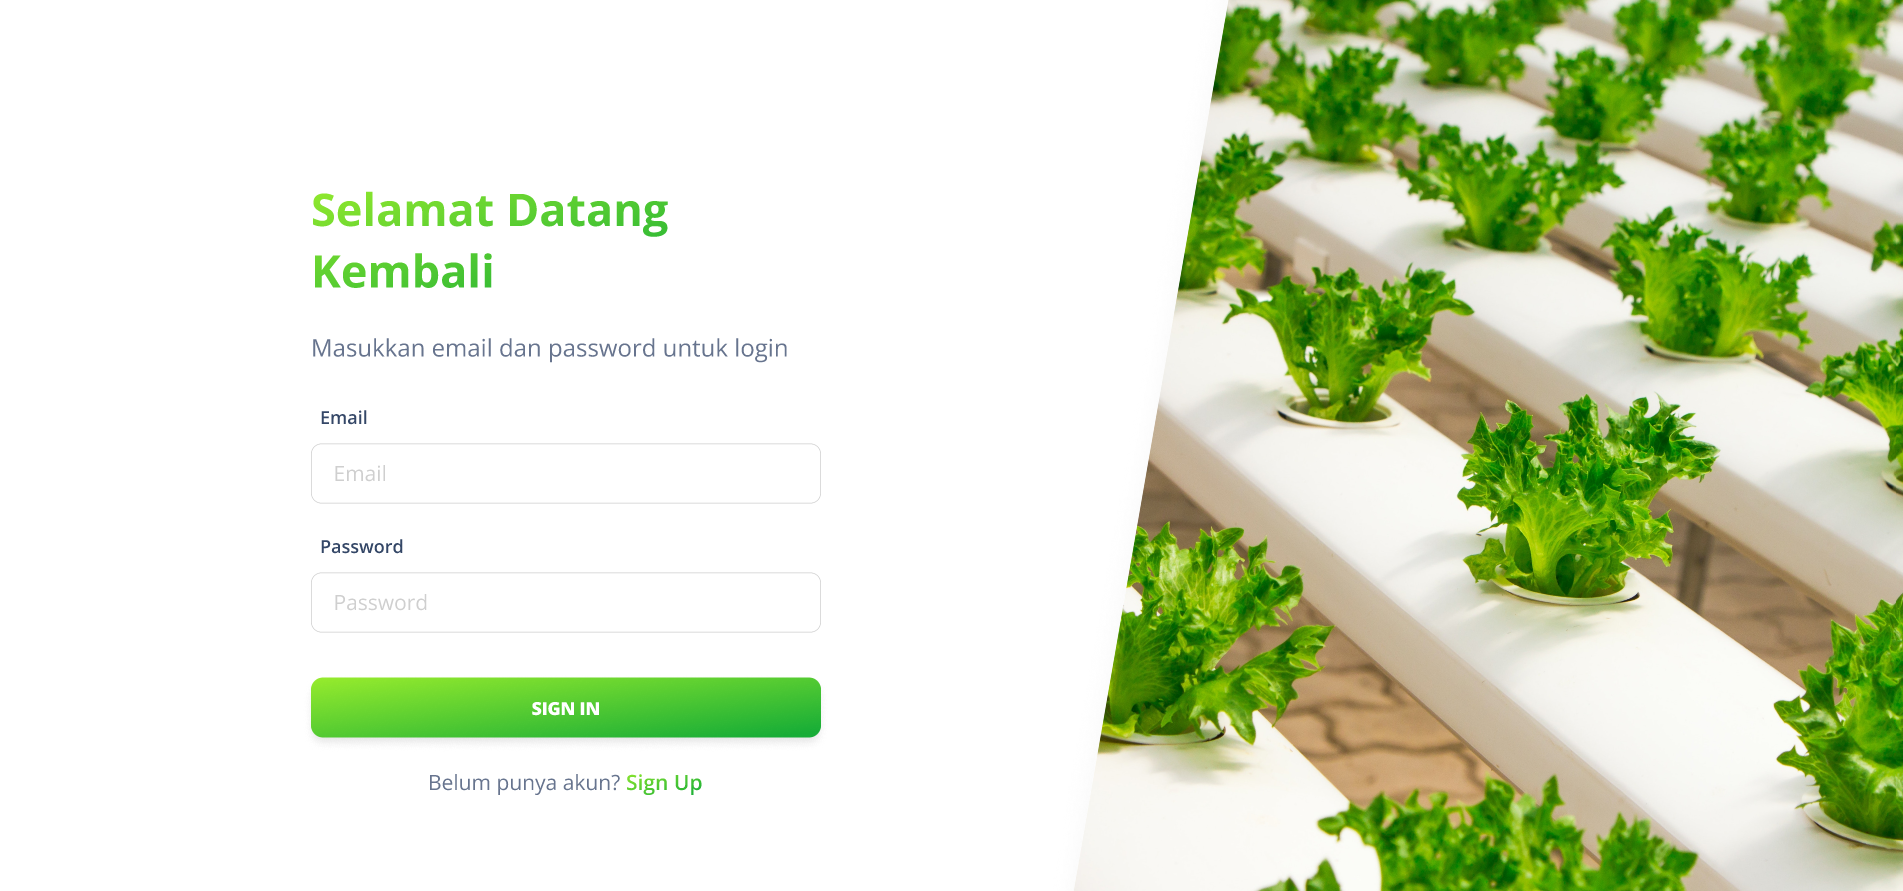 Selamat Datang
Kembali
Masukkan email dan password untuk login
Email
Email
Password
Password
SIGN IN
Belum punya akun? Sign Up